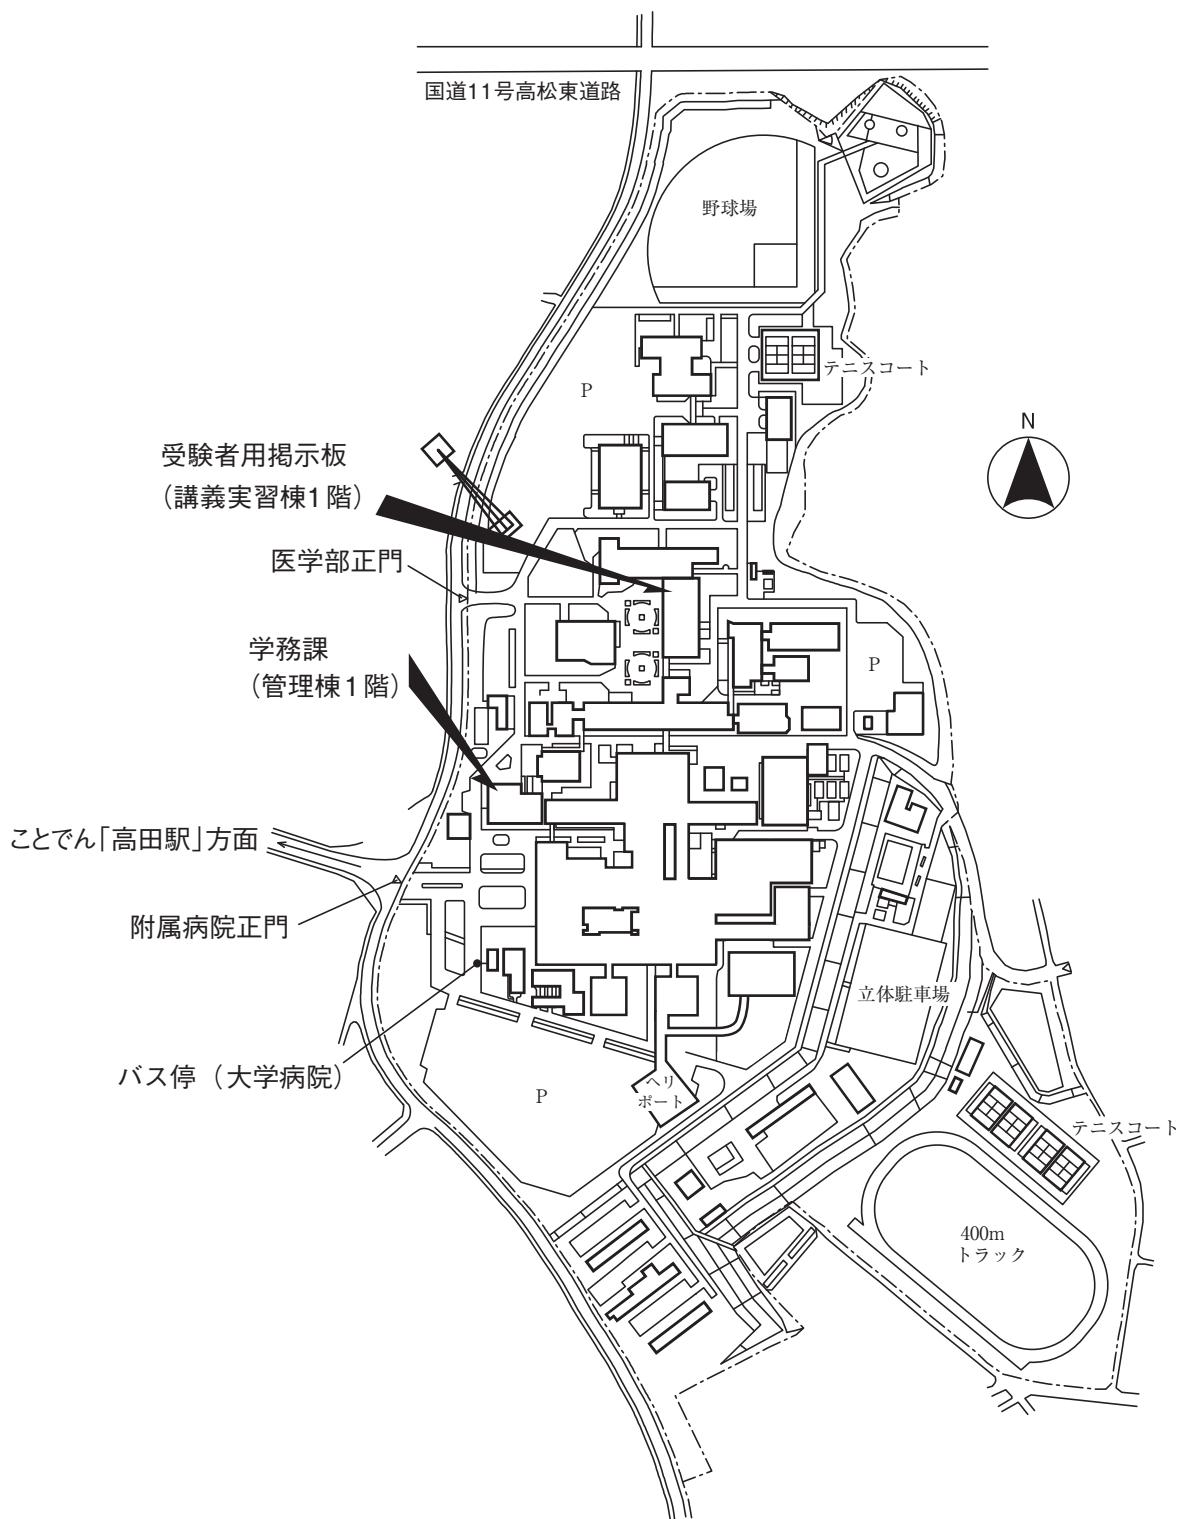 国道11号高松東道路
野球場
テニスコート
P
N
受験者用掲示板
（講義実習棟1階）
医学部正門
学務課
（管理棟1階）
P
ことでん「高田駅」方面
附属病院正門
立体駐車場
バス停（大学病院）
P
ヘリ
ポート
テニスコート
400m
トラック